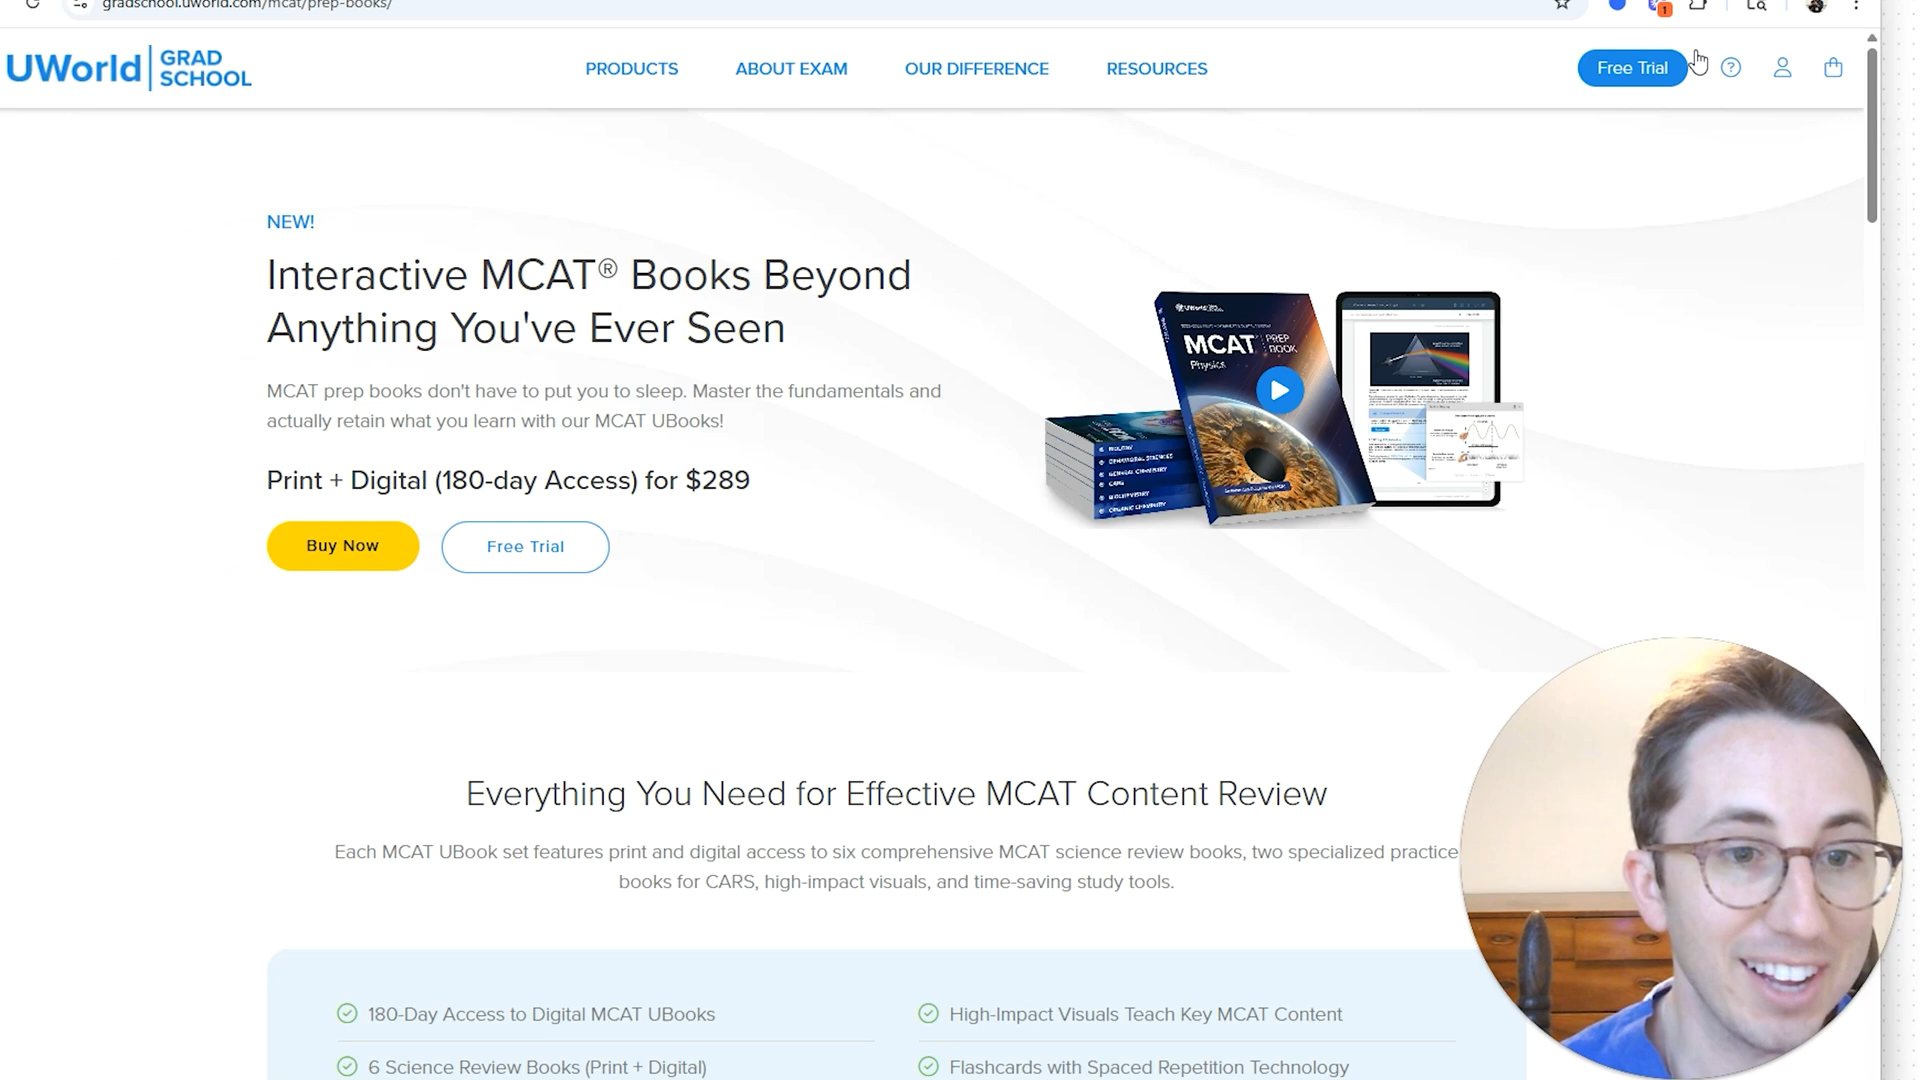 gradschool.uworld.com/mcat/prep-books/
1
UWorld GRAD SCHOOL
PRODUCTS
ABOUT EXAM
OUR DIFFERENCE
RESOURCES
Free Trial
?
NEW!
Interactive MCAT® Books Beyond
Anything You've Ever Seen
MCAT prep books don't have to put you to sleep. Master the fundamentals and
actually retain what you learn with our MCAT UBooks!
Print + Digital (180-day Access) for $289
Buy Now
Free Trial
UWorld
MCAT PREP BOOK
Physics
BIOLOGY
BEHAVIORAL SCIENCES
GENERAL CHEMISTRY
CARS
BIOCHEMISTRY
ORGANIC CHEMISTRY
Everything You Need for Effective MCAT Content Review
Each MCAT UBook set features print and digital access to six comprehensive MCAT science review books, two specialized practice
books for CARS, high-impact visuals, and time-saving study tools.
180-Day Access to Digital MCAT UBooks
High-Impact Visuals Teach Key MCAT Content
6 Science Review Books (Print + Digital)
Flashcards with Spaced Repetition Technology